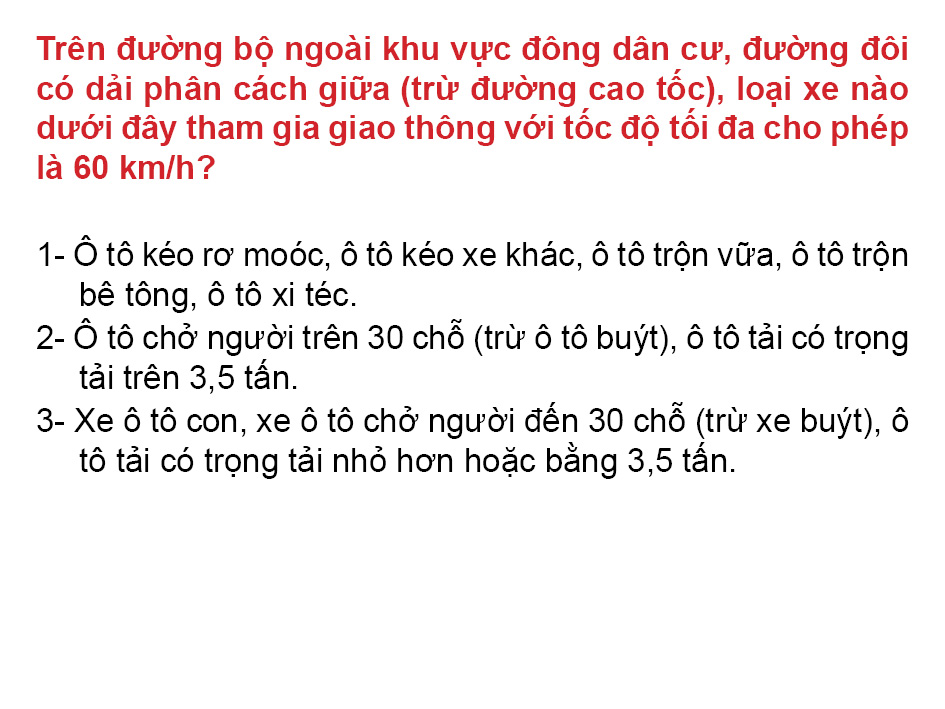 Trên đường bộ ngoài khu vực đông dân cư, đường đôi
có dải phân cách giữa (trừ đường cao tốc), loại xe nào
dưới đây tham gia giao thông với tốc độ tối đa cho phép
là 60 km/h?
1- Ô tô kéo rơ moóc, ô tô kéo xe khác, ô tô trộn vữa, ô tô trộn
bê tông, ô tô xi téc.
2- Ô tô chở người trên 30 chỗ (trừ ô tô buýt), ô tô tải có trọng
tải trên 3,5 tấn.
3- Xe ô tô con, xe ô tô chở người đến 30 chỗ (trừ xe buýt), ô
tô tải có trọng tải nhỏ hơn hoặc bằng 3,5 tấn.